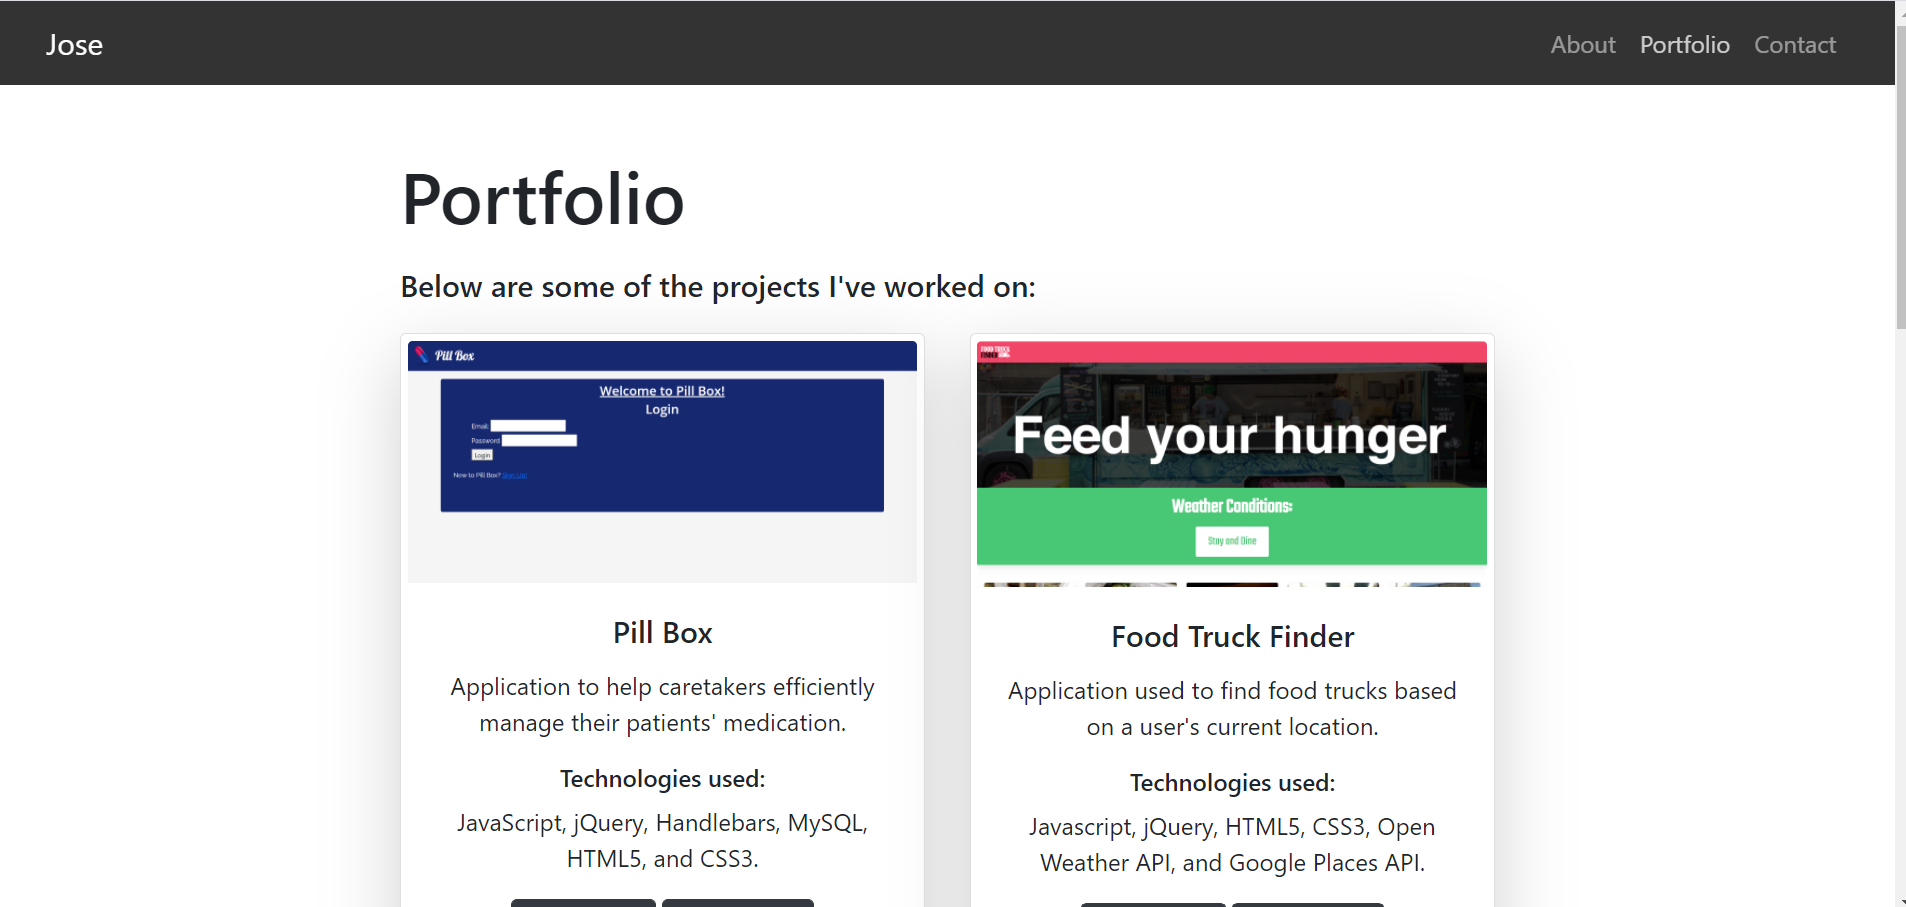 Jose
About Portfolio Contact
Portfolio
Below are some of the projects I've worked on:
Pill Box
Welcome to Pill Box!
Login
Email:
Password
Login
New to Pill Box? Sign Up!
Pill Box
Application to help caretakers efficiently
manage their patients' medication.
Technologies used:
JavaScript, jQuery, Handlebars, MySQL,
HTML5, and CSS3.
FOOD TRUCK
FINDER
Feed your hunger
Weather Conditions:
Stay and Dine
Food Truck Finder
Application used to find food trucks based
on a user's current location.
Technologies used:
Javascript, jQuery, HTML5, CSS3, Open
Weather API, and Google Places API.